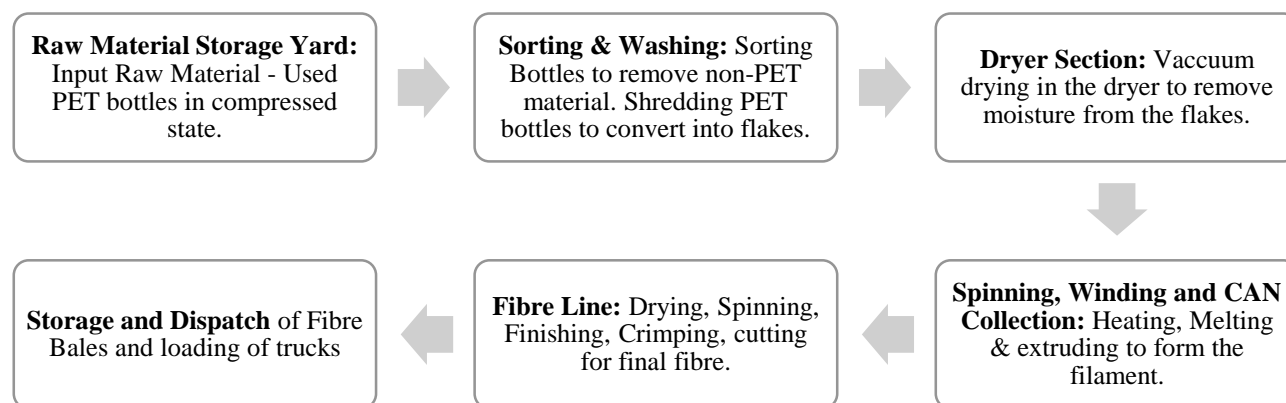 Raw Material Storage Yard:
Input Raw Material - Used
PET bottles in compressed
state.
Sorting & Washing: Sorting
Bottles to remove non-PET
material. Shredding PET
bottles to convert into flakes.
Dryer Section: Vaccuum
drying in the dryer to remove
moisture from the flakes.
Spinning, Winding and CAN
Collection: Heating, Melting
& extruding to form the
filament.
Fibre Line: Drying, Spinning,
Finishing, Crimping, cutting
for final fibre.
Storage and Dispatch of Fibre
Bales and loading of trucks